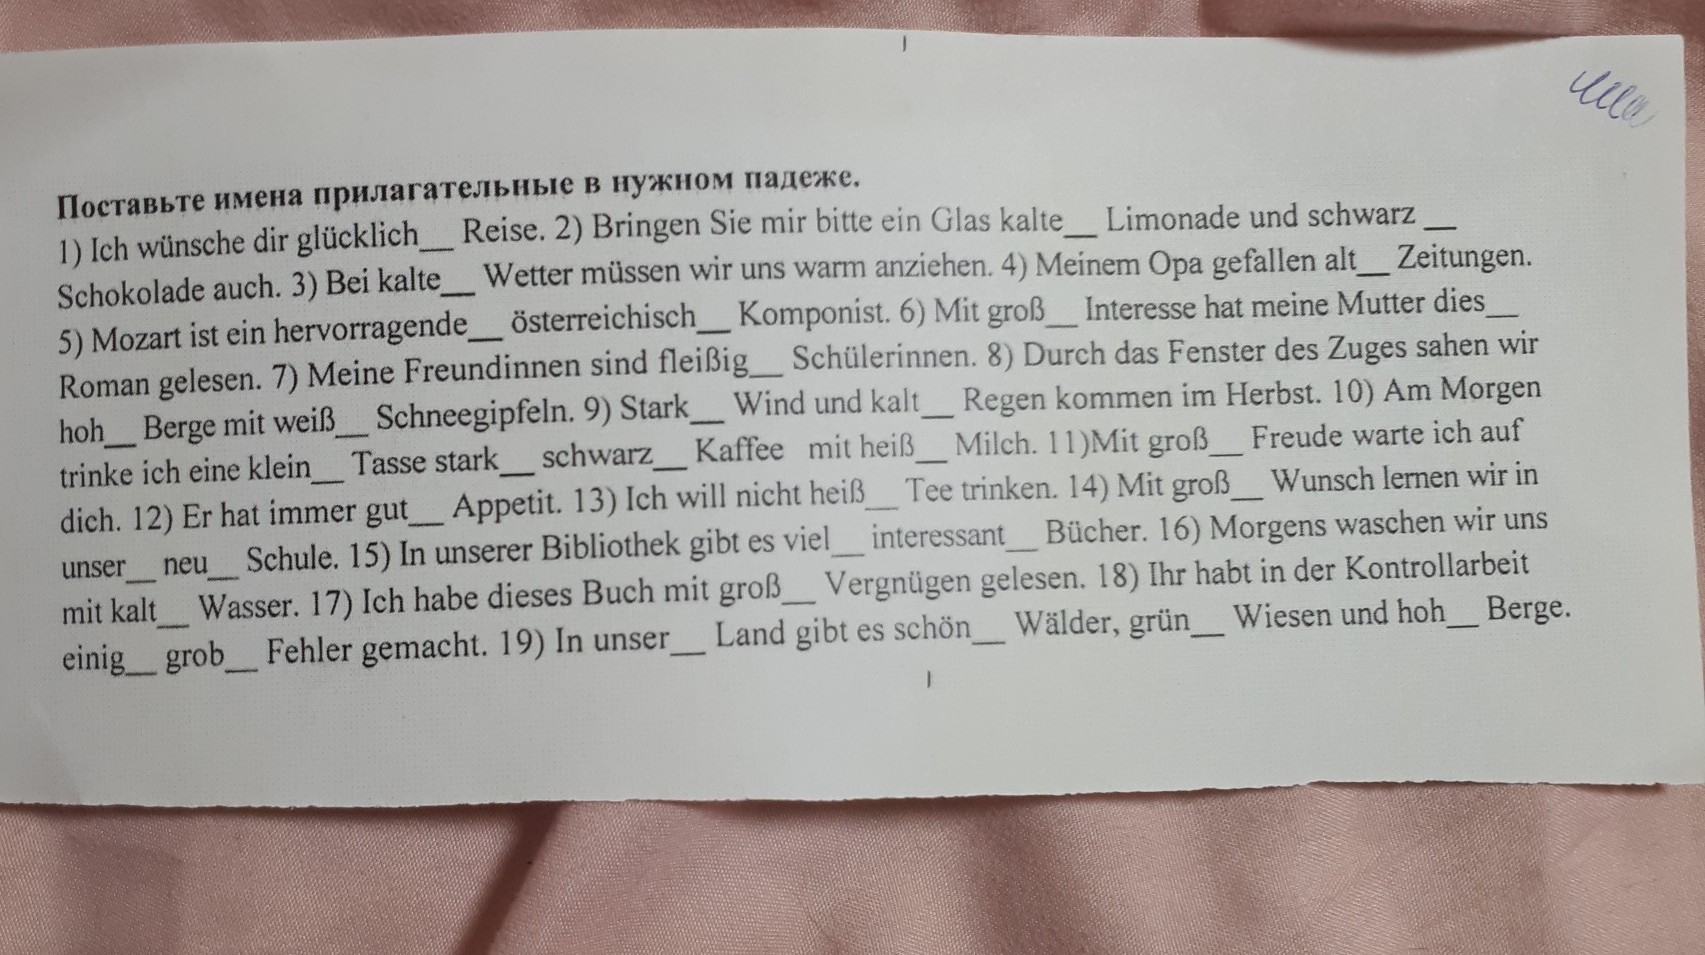 Поставьте имена прилагательные в нужном падеже.
1) Ich wünsche dir glücklich__ Reise. 2) Bringen Sie mir bitte ein Glas kalte__ Limonade und schwarz __
Schokolade auch. 3) Bei kalte__ Wetter müssen wir uns warm anziehen. 4) Meinem Opa gefallen alt__ Zeitungen.
5) Mozart ist ein hervorragende__ österreichisch__ Komponist. 6) Mit groß__ Interesse hat meine Mutter dies__
Roman gelesen. 7) Meine Freundinnen sind fleißig__ Schülerinnen. 8) Durch das Fenster des Zuges sahen wir
hoh__ Berge mit weiß__ Schneegipfeln. 9) Stark__ Wind und kalt__ Regen kommen im Herbst. 10) Am Morgen
trinke ich eine klein__ Tasse stark__ schwarz__ Kaffee mit heiß__ Milch. 11)Mit groß__ Freude warte ich auf
dich. 12) Er hat immer gut__ Appetit. 13) Ich will nicht heiß__ Tee trinken. 14) Mit groß__ Wunsch lernen wir in
unser__ neu__ Schule. 15) In unserer Bibliothek gibt es viel__ interessant__ Bücher. 16) Morgens waschen wir uns
mit kalt__ Wasser. 17) Ich habe dieses Buch mit groß__ Vergnügen gelesen. 18) Ihr habt in der Kontrollarbeit
einig__ grob__ Fehler gemacht. 19) In unser__ Land gibt es schön__ Wälder, grün__ Wiesen und hoh__ Berge.